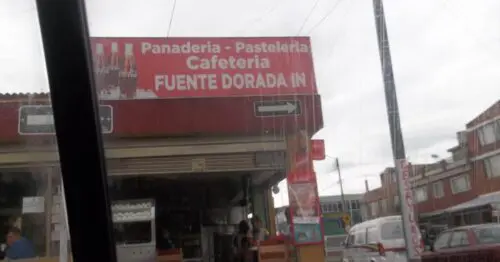 Panaderia - Pasteleria
Cafeteria
FUENTE DORADA IN